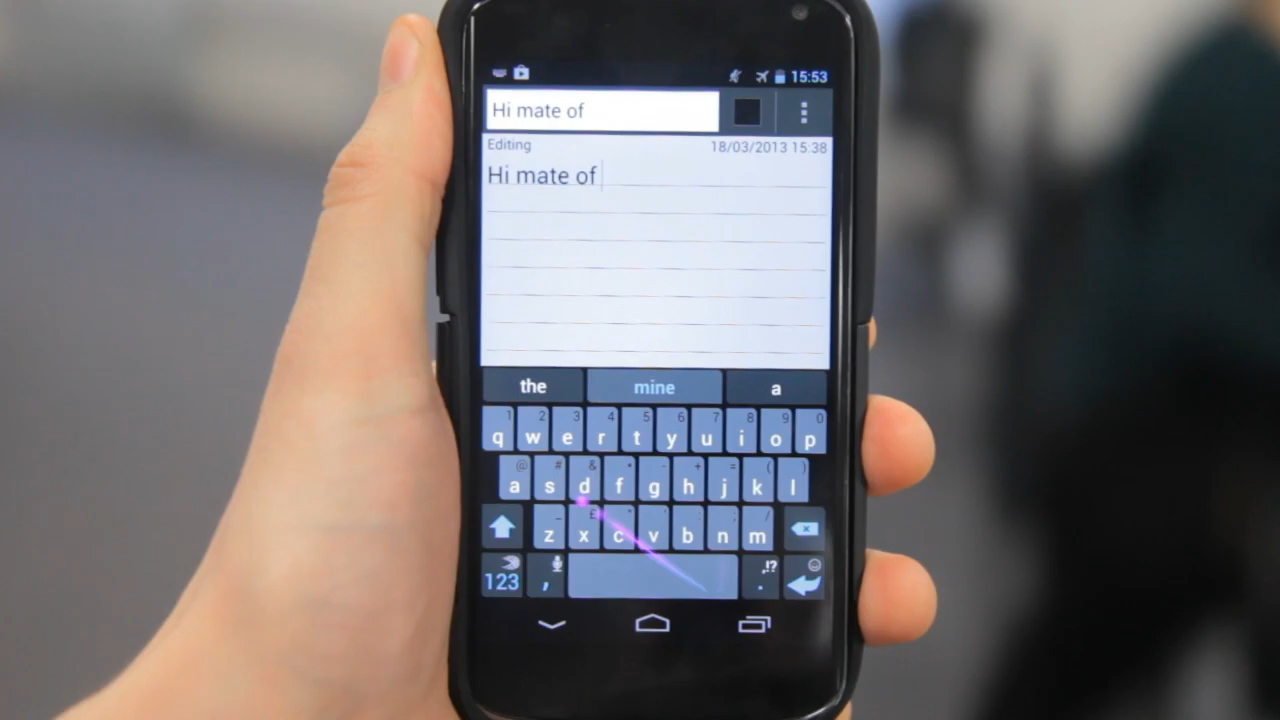 15:53
Hi mate of
Editing 18/03/2013 15:38
Hi mate of
the mine a
1 2 3 4 5 6 7 8 9 0
q w e r t y u i o p
@ # & * - + = ( )
a s d f g h j k l
_ £ " ' : ; /
z x c v b n m
,!?
123 , .